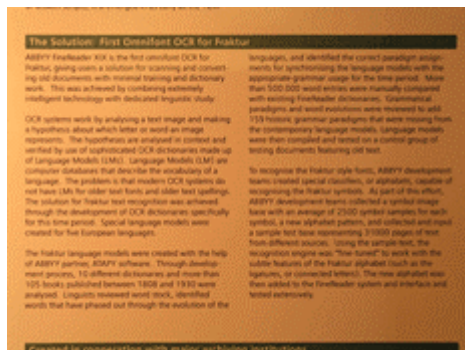 The Solution: First Omnifont OCR for Fraktur
ABBYY FineReader XIX is the first omnifont OCR for
Fraktur, giving users a solution for scanning and convert-
ing old documents with minimal training and dictionary
work. This was achieved by combining extremely
intelligent technology with dedicated linguistic study.
OCR systems work by analysing a text image and making
a hypothesis about which letter or word an image
represents. The hypotheses are analysed in context and
verified by use of sophisticated OCR dictionaries made up
of Language Models (LMs). Language Models (LM) are
computer databases that describe the vocabulary of a
language. The problem is that modern OCR systems do
not have LMs for older text fonts and older text spellings.
The solution for Fraktur text recognition was achieved
through the development of OCR dictionaries specifically
for this time period. Special language models were
created for five European languages.
The Fraktur language models were created with the help
of ABBYY partner, ATAPY software. Through develop-
ment process, 10 different dictionaries and more than
105 books published between 1808 and 1930 were
analysed. Linguists reviewed word stock, identified
words that have phased out through the evolution of the
languages, and identified the correct paradigm assign-
ments for synchronising the language models with the
appropriate grammar usage for the time period. More
than 500.000 word entries were manually compared
with existing FineReader dictionaries. Grammatical
paradigms and word evolutions were reviewed to add
159 historic grammar paradigms that were missing from
the contemporary language models. Language models
were then compiled and tested on a control group of
testing documents featuring old text.
To recognise the Fraktur style fonts, ABBYY development
teams created special classifiers, or alphabets, capable of
recognising the Fraktur symbols. As part of this effort,
ABBYY development teams collected a symbol image
base with an average of 2500 symbol samples for each
symbol, a new alphabet pattern, and collected and input
a sample text base representing 31000 pages of text
from different sources. Using the sample text, the
recognition engine was "fine-tuned" to work with the
subtle features of the Fraktur alphabet (such as the
ligatures, or connected letters). The new alphabet was
then added to the FineReader system and interface and
tested extensively.
Created in cooperation with major archiving institutions